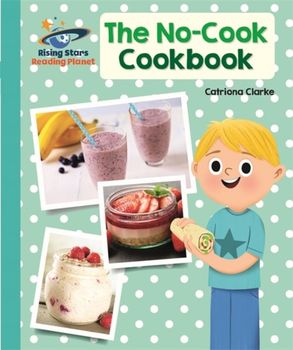 Rising Stars
Reading Planet
The No-Cook
Cookbook
Catriona Clarke